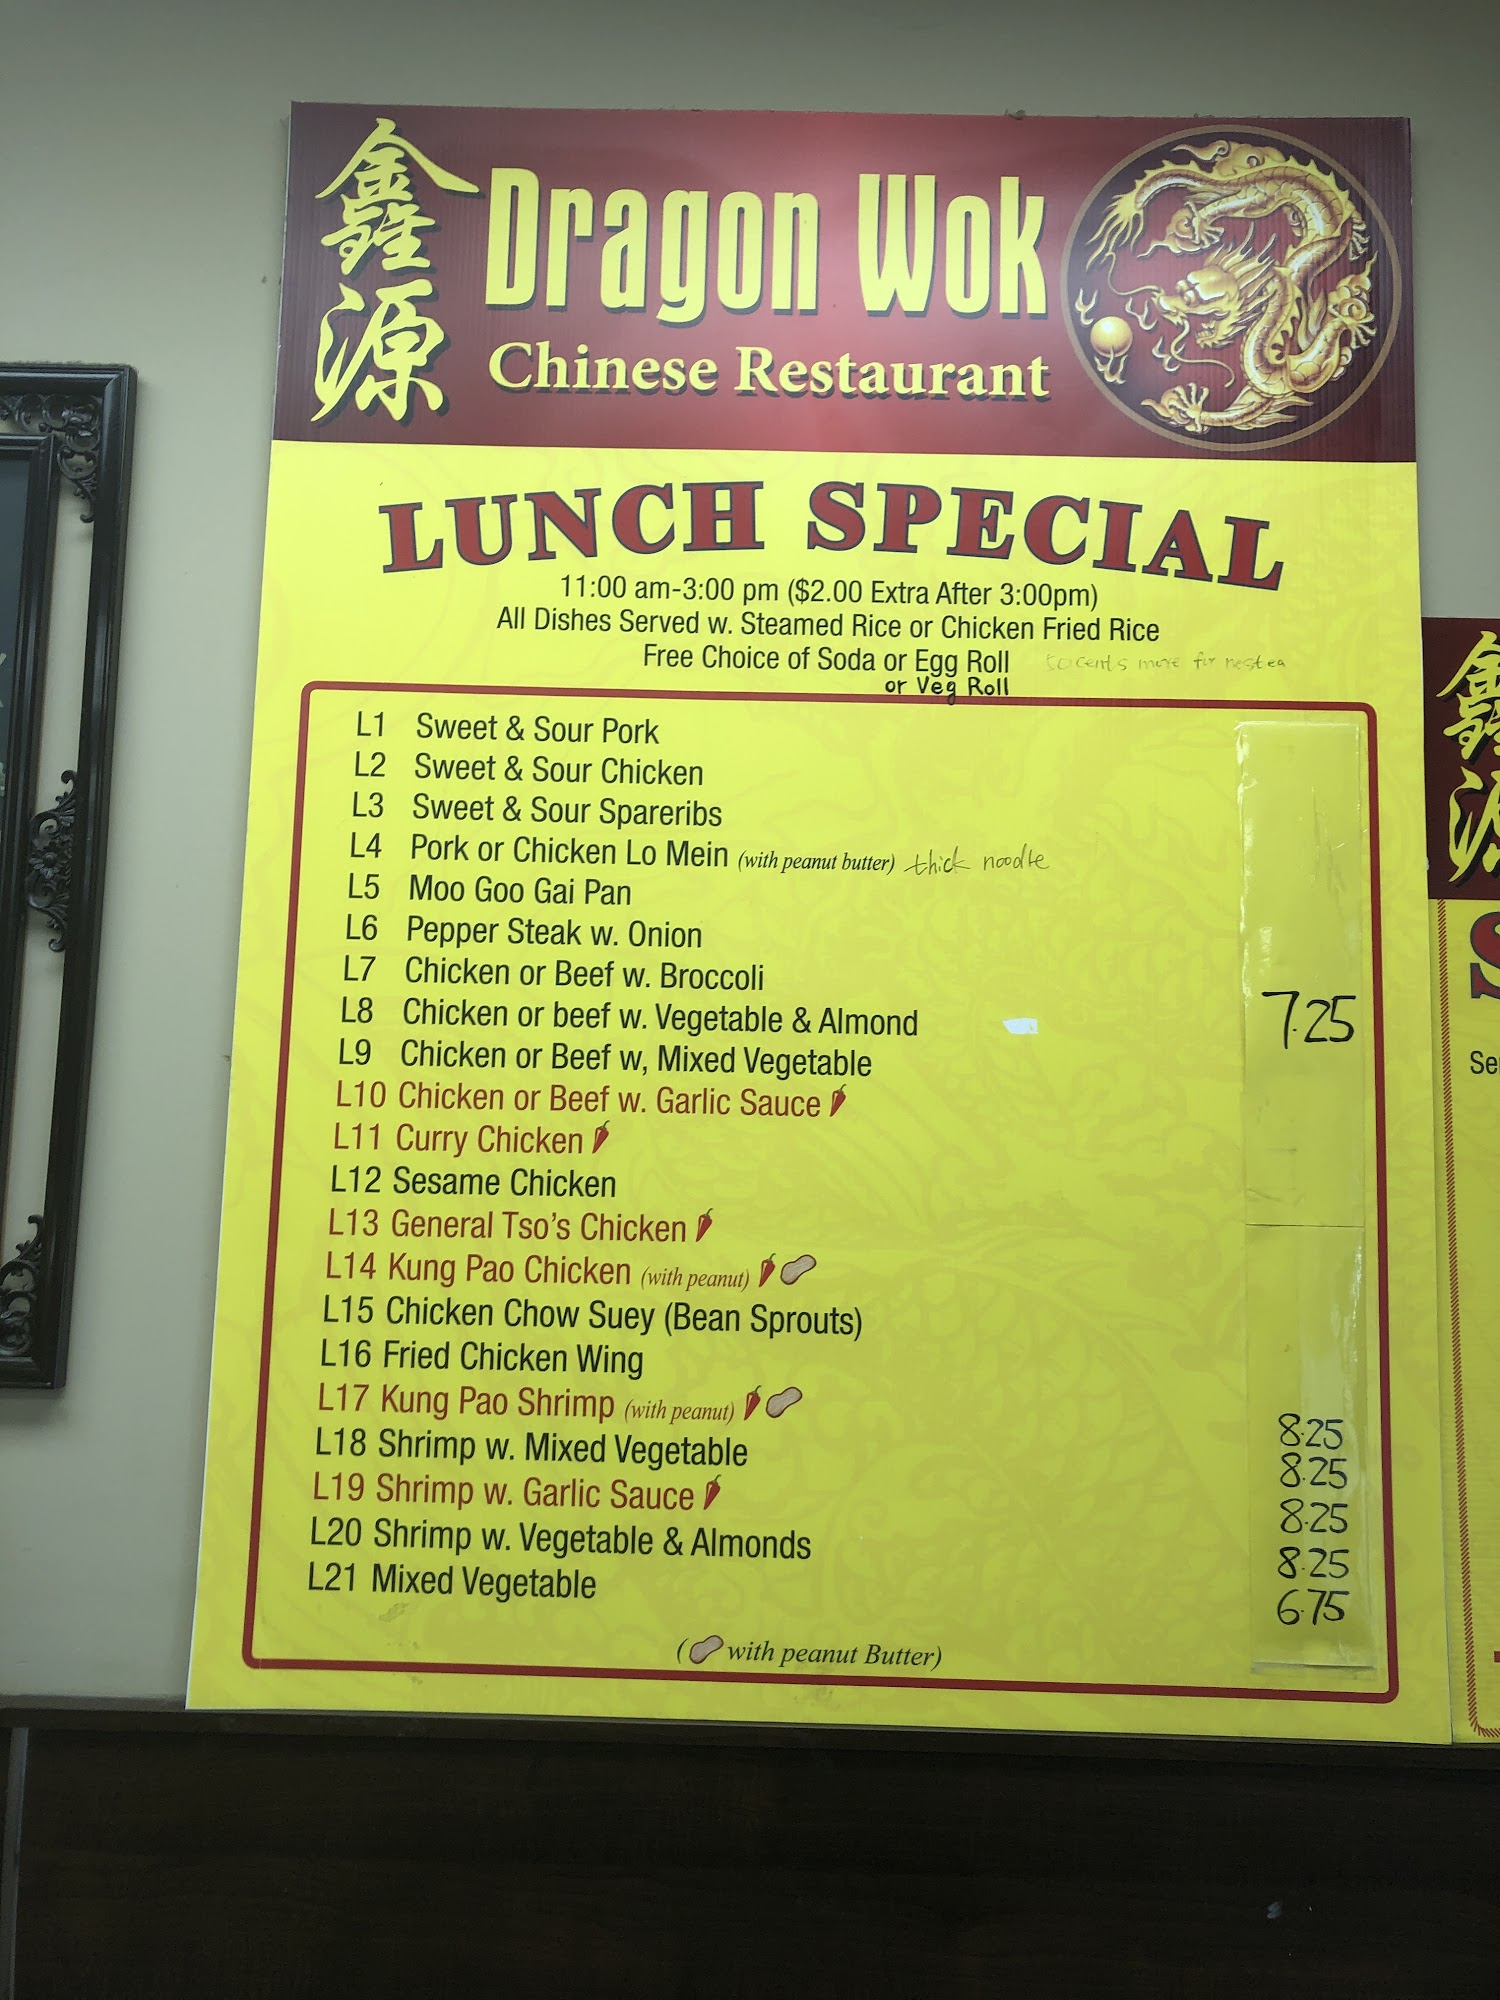 鑫源
Dragon Wok
Chinese Restaurant
LUNCH SPECIAL
11:00 am-3:00 pm ($2.00 Extra After 3:00pm)
All Dishes Served w. Steamed Rice or Chicken Fried Rice
Free Choice of Soda or Egg Roll 50 cents more for nestea
or Veg Roll
L1 Sweet & Sour Pork
L2 Sweet & Sour Chicken
L3 Sweet & Sour Spareribs
L4 Pork or Chicken Lo Mein (with peanut butter) thick noodle
L5 Moo Goo Gai Pan
L6 Pepper Steak w. Onion
L7 Chicken or Beef w. Broccoli
L8 Chicken or beef w. Vegetable & Almond 7.25
L9 Chicken or Beef w, Mixed Vegetable
L10 Chicken or Beef w. Garlic Sauce
L11 Curry Chicken
L12 Sesame Chicken
L13 General Tso's Chicken
L14 Kung Pao Chicken (with peanut)
L15 Chicken Chow Suey (Bean Sprouts)
L16 Fried Chicken Wing
L17 Kung Pao Shrimp (with peanut) 8.25
L18 Shrimp w. Mixed Vegetable 8.25
L19 Shrimp w. Garlic Sauce 8.25
L20 Shrimp w. Vegetable & Almonds 8.25
L21 Mixed Vegetable 6.75
( with peanut Butter)
鑫源
S
Se